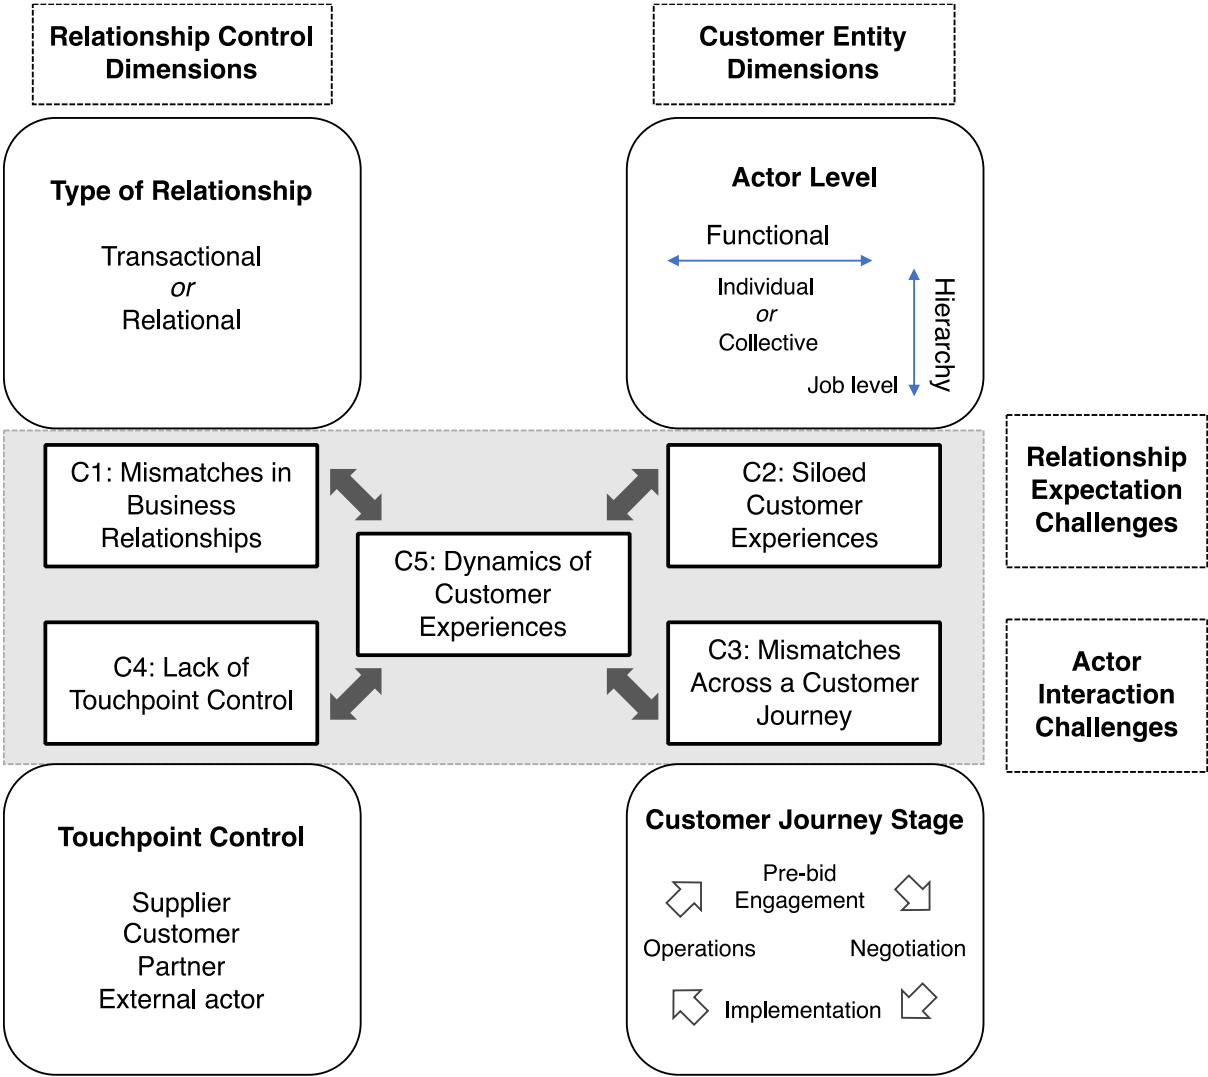 Relationship Control
Dimensions
Customer Entity
Dimensions
Type of Relationship
Transactional
or
Relational
Actor Level
Functional
Individual
or
Collective
Job level
Hierarchy
C1: Mismatches in
Business
Relationships
C2: Siloed
Customer
Experiences
Relationship
Expectation
Challenges
C5: Dynamics of
Customer
Experiences
C4: Lack of
Touchpoint Control
C3: Mismatches
Across a Customer
Journey
Actor
Interaction
Challenges
Touchpoint Control
Supplier
Customer
Partner
External actor
Customer Journey Stage
Pre-bid
Engagement
Operations
Negotiation
Implementation